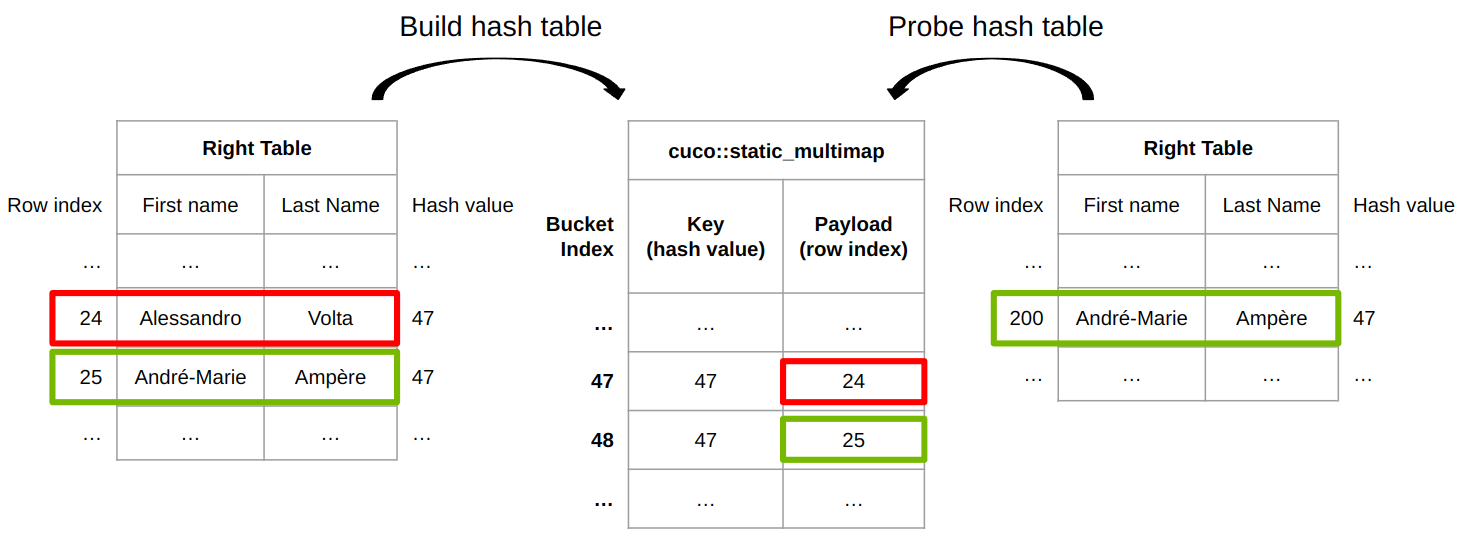 Build hash table
Probe hash table
Right Table
Row index First name Last Name Hash value
... ... ... ...
24 Alessandro Volta 47
25 André-Marie Ampère 47
... ... ... ...
cuco::static_multimap
Bucket Index Key (hash value) Payload (row index)
... ... ...
47 47 24
48 47 25
... ... ...
Right Table
Row index First name Last Name Hash value
... ... ... ...
200 André-Marie Ampère 47
... ... ... ...